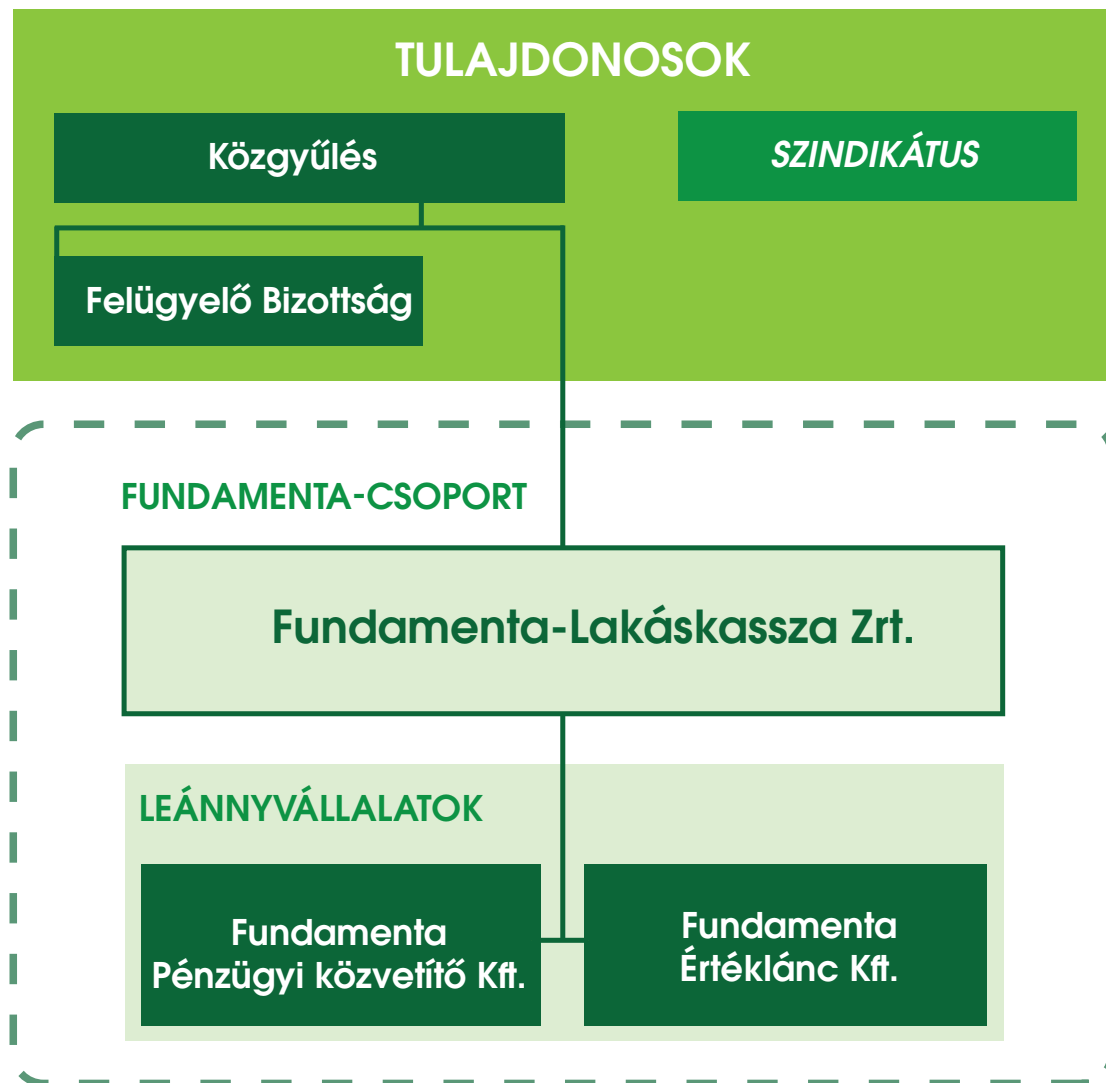 TULAJDONOSOK
Közgyűlés
SZINDIKÁTUS
Felügyelő Bizottság
FUNDAMENTA-CSOPORT
Fundamenta-Lakáskassza Zrt.
LEÁNNYVÁLLALATOK
Fundamenta
Pénzügyi közvetítő Kft.
Fundamenta
Értéklánc Kft.